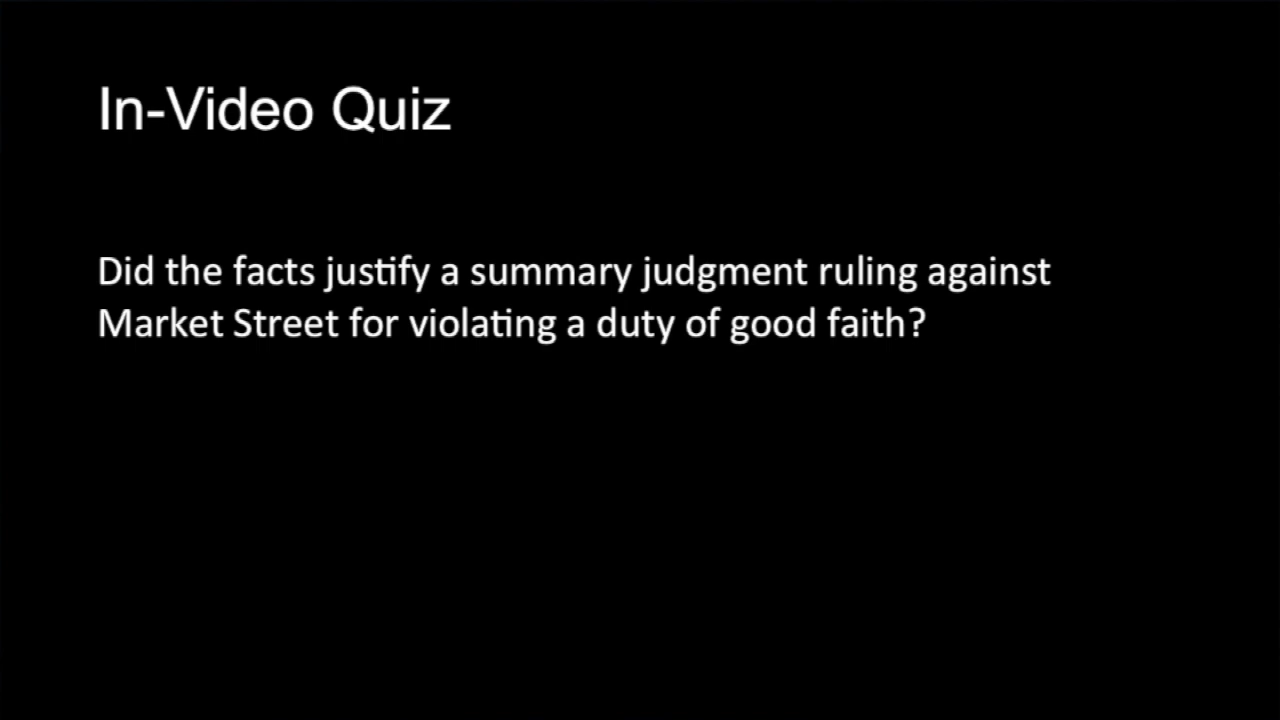 In-Video Quiz
Did the facts justify a summary judgment ruling against
Market Street for violating a duty of good faith?